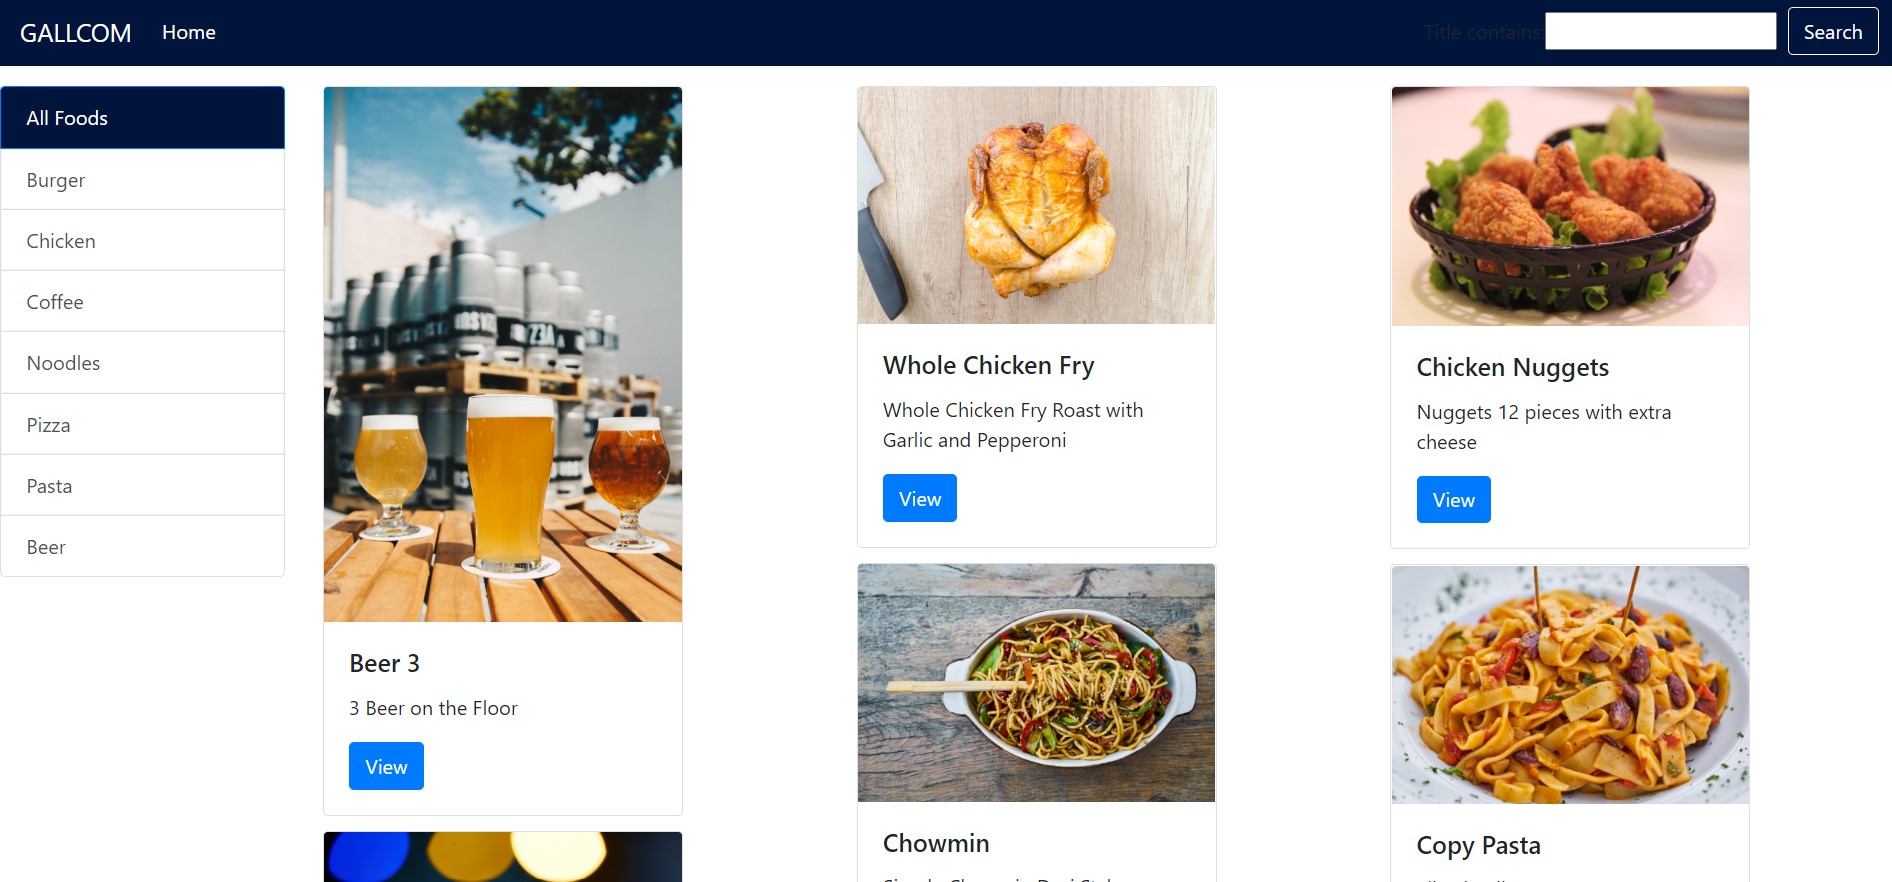 GALLCOM
Home
Title contains:
Search
All Foods
Burger
Chicken
Coffee
Noodles
Pizza
Pasta
Beer
Beer 3
3 Beer on the Floor
View
Whole Chicken Fry
Whole Chicken Fry Roast with
Garlic and Pepperoni
View
Chowmin
Chicken Nuggets
Nuggets 12 pieces with extra
cheese
View
Copy Pasta